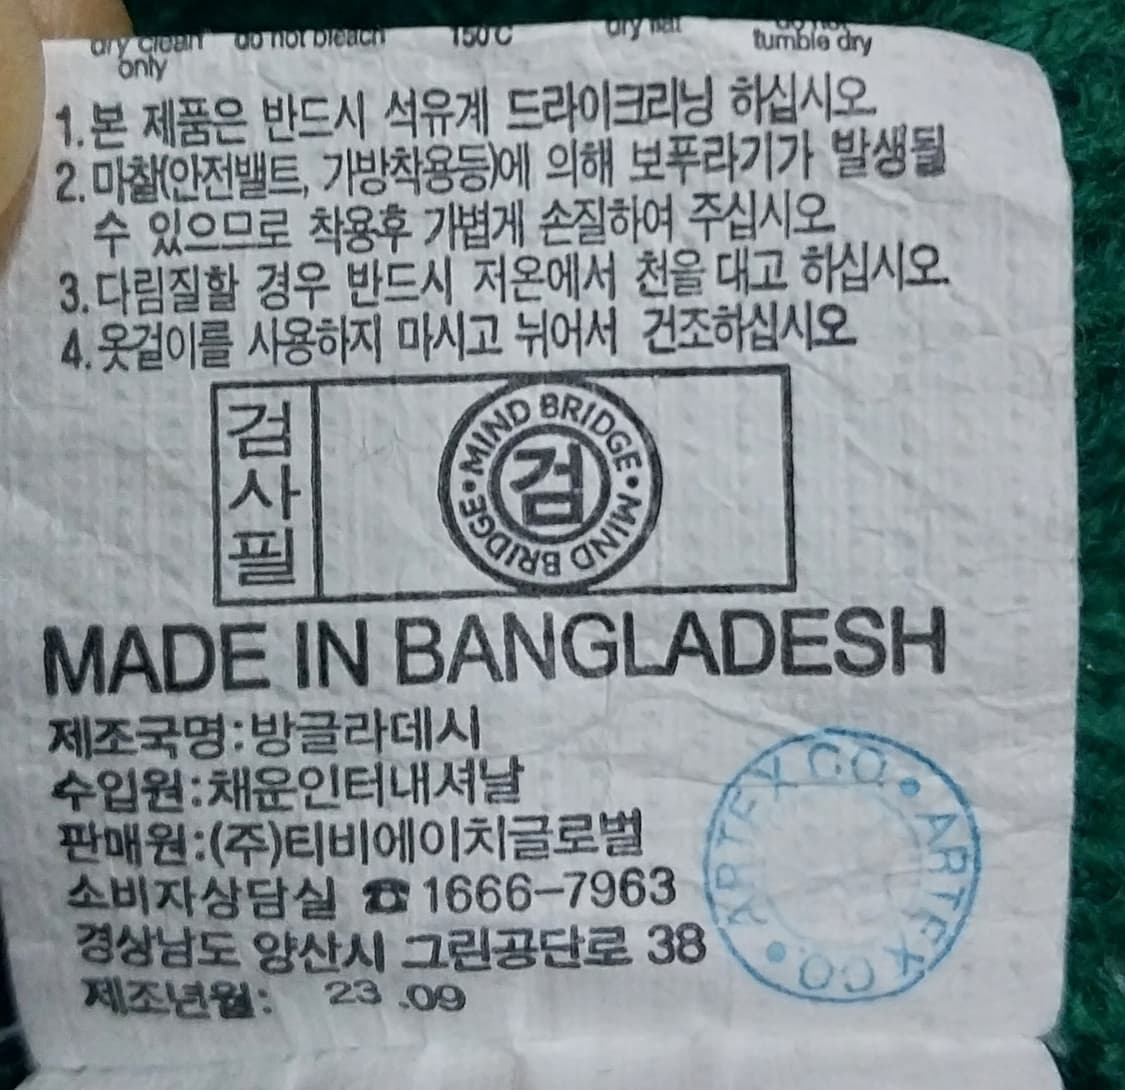 dry clean only
do not bleach
150°C
dry flat
do not tumble dry
1. 본 제품은 반드시 석유계 드라이크리닝 하십시오.
2. 마찰(안전밸트, 가방착용등)에 의해 보푸라기가 발생될
수 있으므로 착용후 가볍게 손질하여 주십시오.
3. 다림질할 경우 반드시 저온에서 천을 대고 하십시오.
4. 옷걸이를 사용하지 마시고 뉘어서 건조하십시오
검사필
MIND BRIDGE • MIND BRIDGE •
검
MADE IN BANGLADESH
제조국명:방글라데시
수입원:채운인터내셔날
판매원:(주)티비에이치글로벌
소비자상담실 ☎ 1666-7963
경상남도 양산시 그린공단로 38
제조년월: 23 .09
ARTEX CO. • ARTEX CO. •